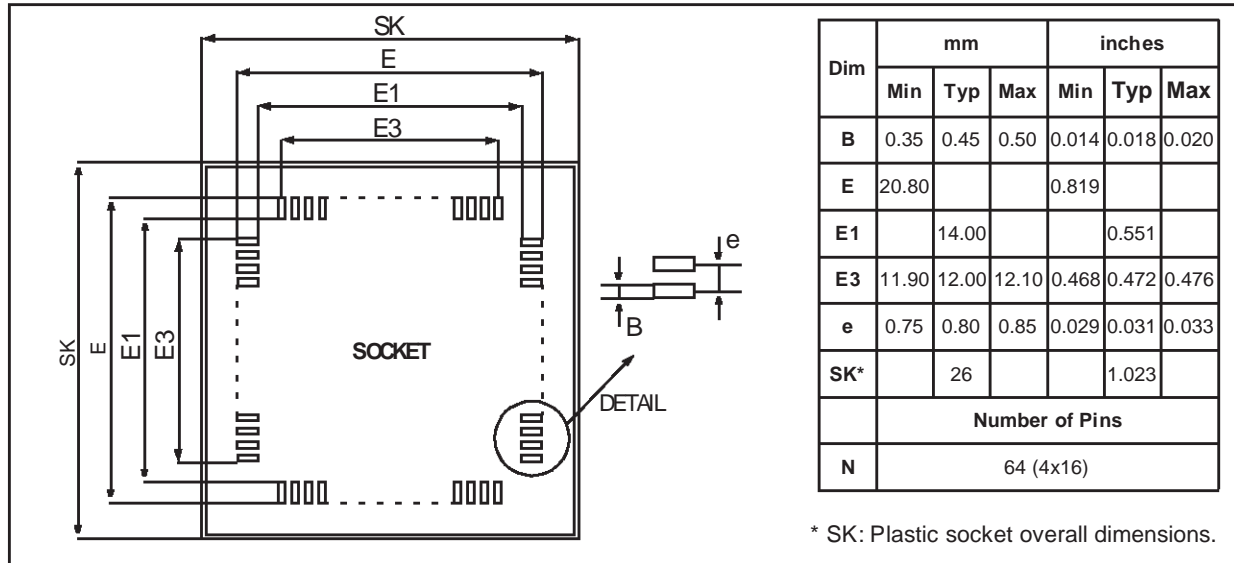 SK
E
E1
E3
SK
E
E1
E3
e
B
SOCKET
DETAIL
Dim mm inches
Min Typ Max Min Typ Max
B 0.35 0.45 0.50 0.014 0.018 0.020
E 20.80 0.819
E1 14.00 0.551
E3 11.90 12.00 12.10 0.468 0.472 0.476
e 0.75 0.80 0.85 0.029 0.031 0.033
SK* 26 1.023
Number of Pins
N 64 (4x16)
* SK: Plastic socket overall dimensions.